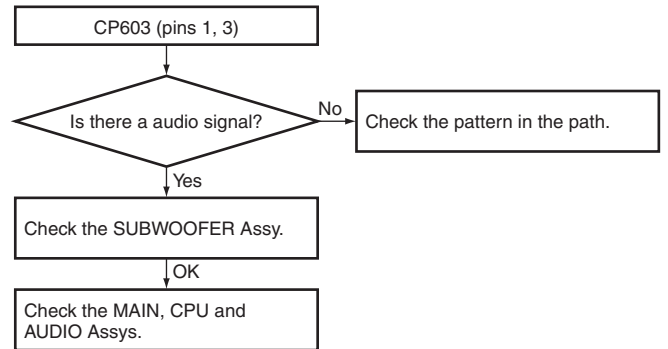 CP603 (pins 1, 3)
Is there a audio signal?
No
Check the pattern in the path.
Yes
Check the SUBWOOFER Assy.
OK
Check the MAIN, CPU and
AUDIO Assys.